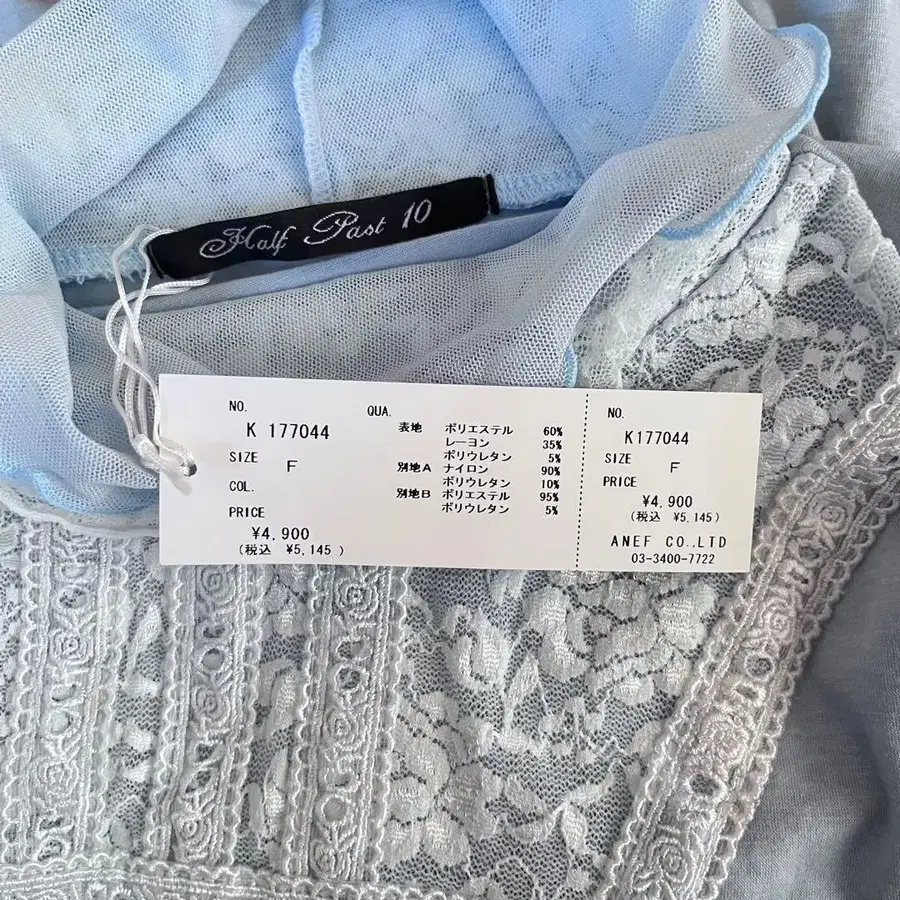 Half Past 10
NO.
K 177044
SIZE F
COL.
PRICE
¥4,900
(税込 ¥5,145 )
QUA.
表地 ポリエステル 60%
レーヨン 35%
ポリウレタン 5%
別地A ナイロン 90%
ポリウレタン 10%
別地B ポリエステル 95%
ポリウレタン 5%
NO.
K177044
SIZE F
PRICE
¥4,900
(税込 ¥5,145)
ANEF CO.,LTD
03-3400-7722